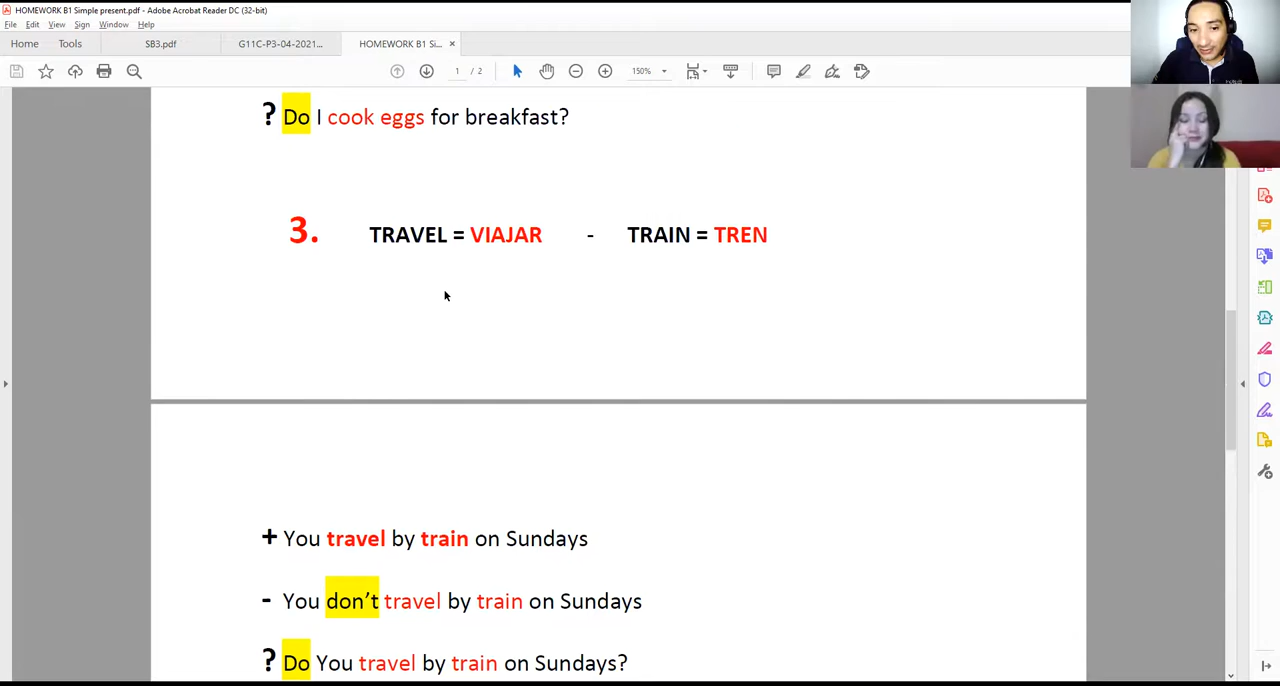 HOMEWORK B1 Simple present.pdf - Adobe Acrobat Reader DC (32-bit)
File Edit View Sign Window Help
Home Tools SB3.pdf G11C-P3-04-2021... HOMEWORK B1 Si... ×
1 / 2 150%
? Do I cook eggs for breakfast?
3. TRAVEL = VIAJAR - TRAIN = TREN
+ You travel by train on Sundays
- You don't travel by train on Sundays
? Do You travel by train on Sundays?